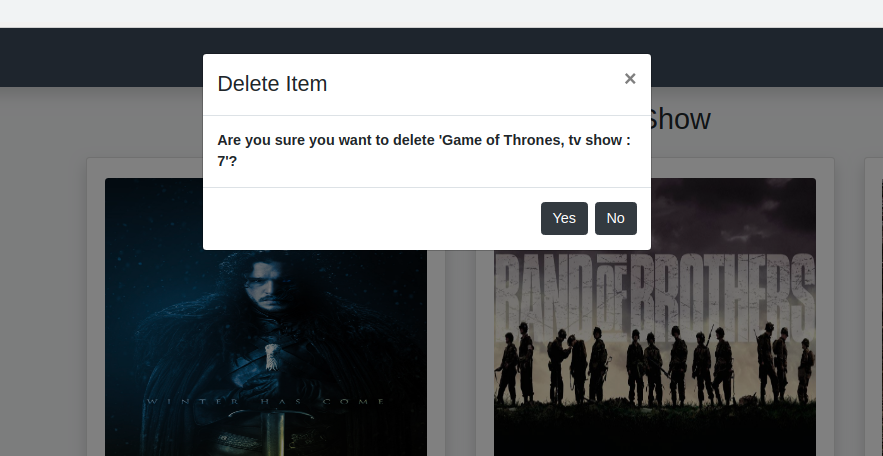 Delete Item
×
Show
Are you sure you want to delete 'Game of Thrones, tv show :
7'?
Yes
No
BAND OF BROTHERS
WINTER HAS COME